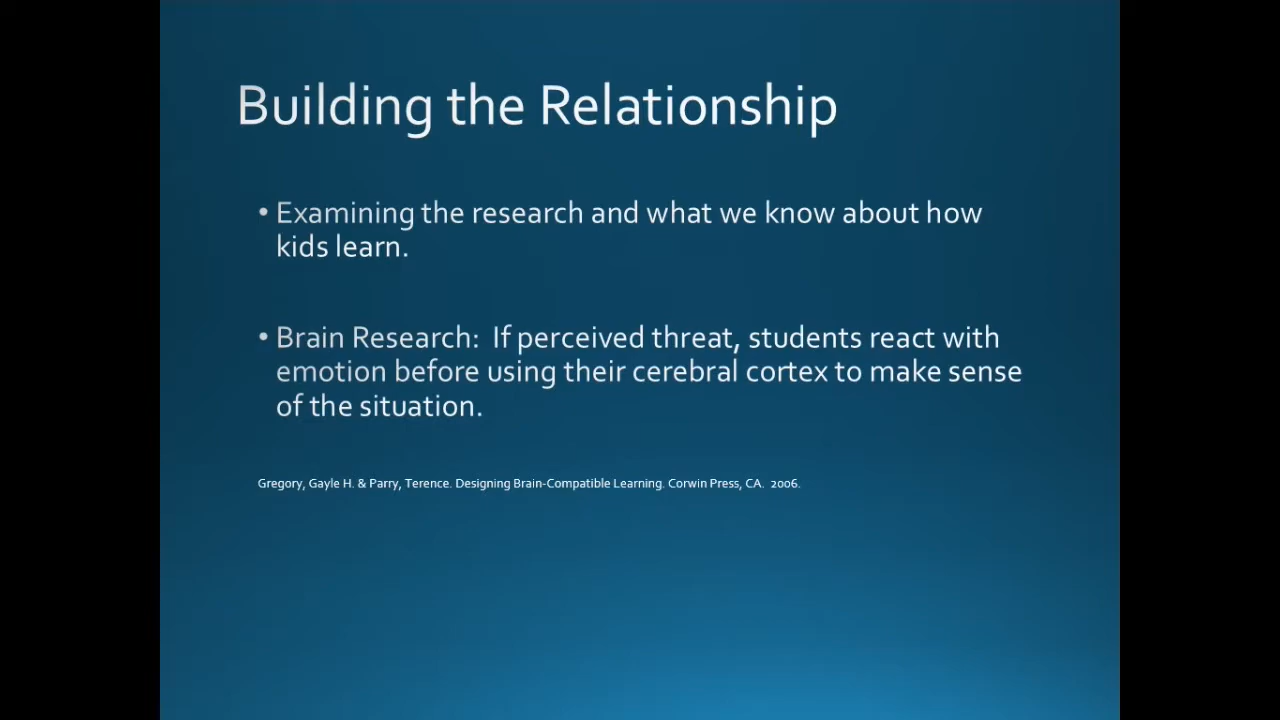 Building the Relationship
• Examining the research and what we know about how
kids learn.
• Brain Research:  If perceived threat, students react with
emotion before using their cerebral cortex to make sense
of the situation.
Gregory, Gayle H. & Parry, Terence. Designing Brain-Compatible Learning. Corwin Press, CA.  2006.